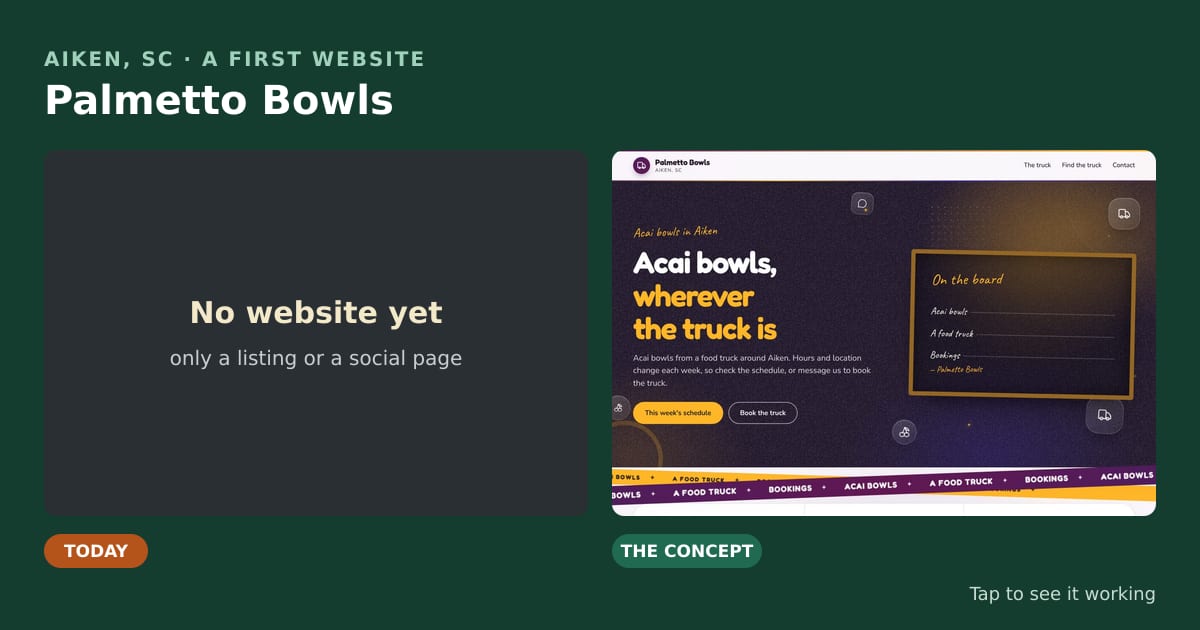 AIKEN, SC · A FIRST WEBSITE
Palmetto Bowls
No website yet
only a listing or a social page
TODAY
Palmetto Bowls
AIKEN, SC
The truck
Find the truck
Contact
Acai bowls in Aiken
Acai bowls,
wherever
the truck is
Acai bowls from a food truck around Aiken. Hours and location
change each week, so check the schedule, or message us to book
the truck.
This week's schedule
Book the truck
On the board
Acai bowls
A food truck
Bookings
— Palmetto Bowls
BOWLS + A FOOD TRUCK +
BOWLS + A FOOD TRUCK + BOOKINGS + ACAI BOWLS + A FOOD TRUCK + BOOKINGS + ACAI BOWLS
THE CONCEPT
Tap to see it working